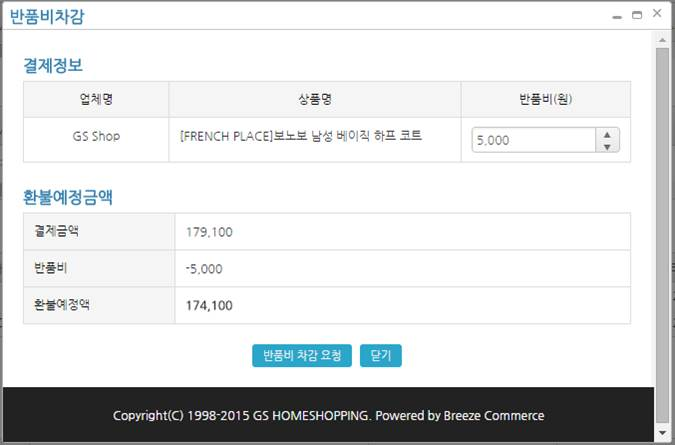 반품비차감
결제정보
업체명 상품명 반품비(원)
GS Shop [FRENCH PLACE]보노보 남성 베이직 하프 코트 5,000
환불예정금액
결제금액 179,100
반품비 -5,000
환불예정액 174,100
반품비 차감 요청 닫기
Copyright(C) 1998-2015 GS HOMESHOPPING. Powered by Breeze Commerce